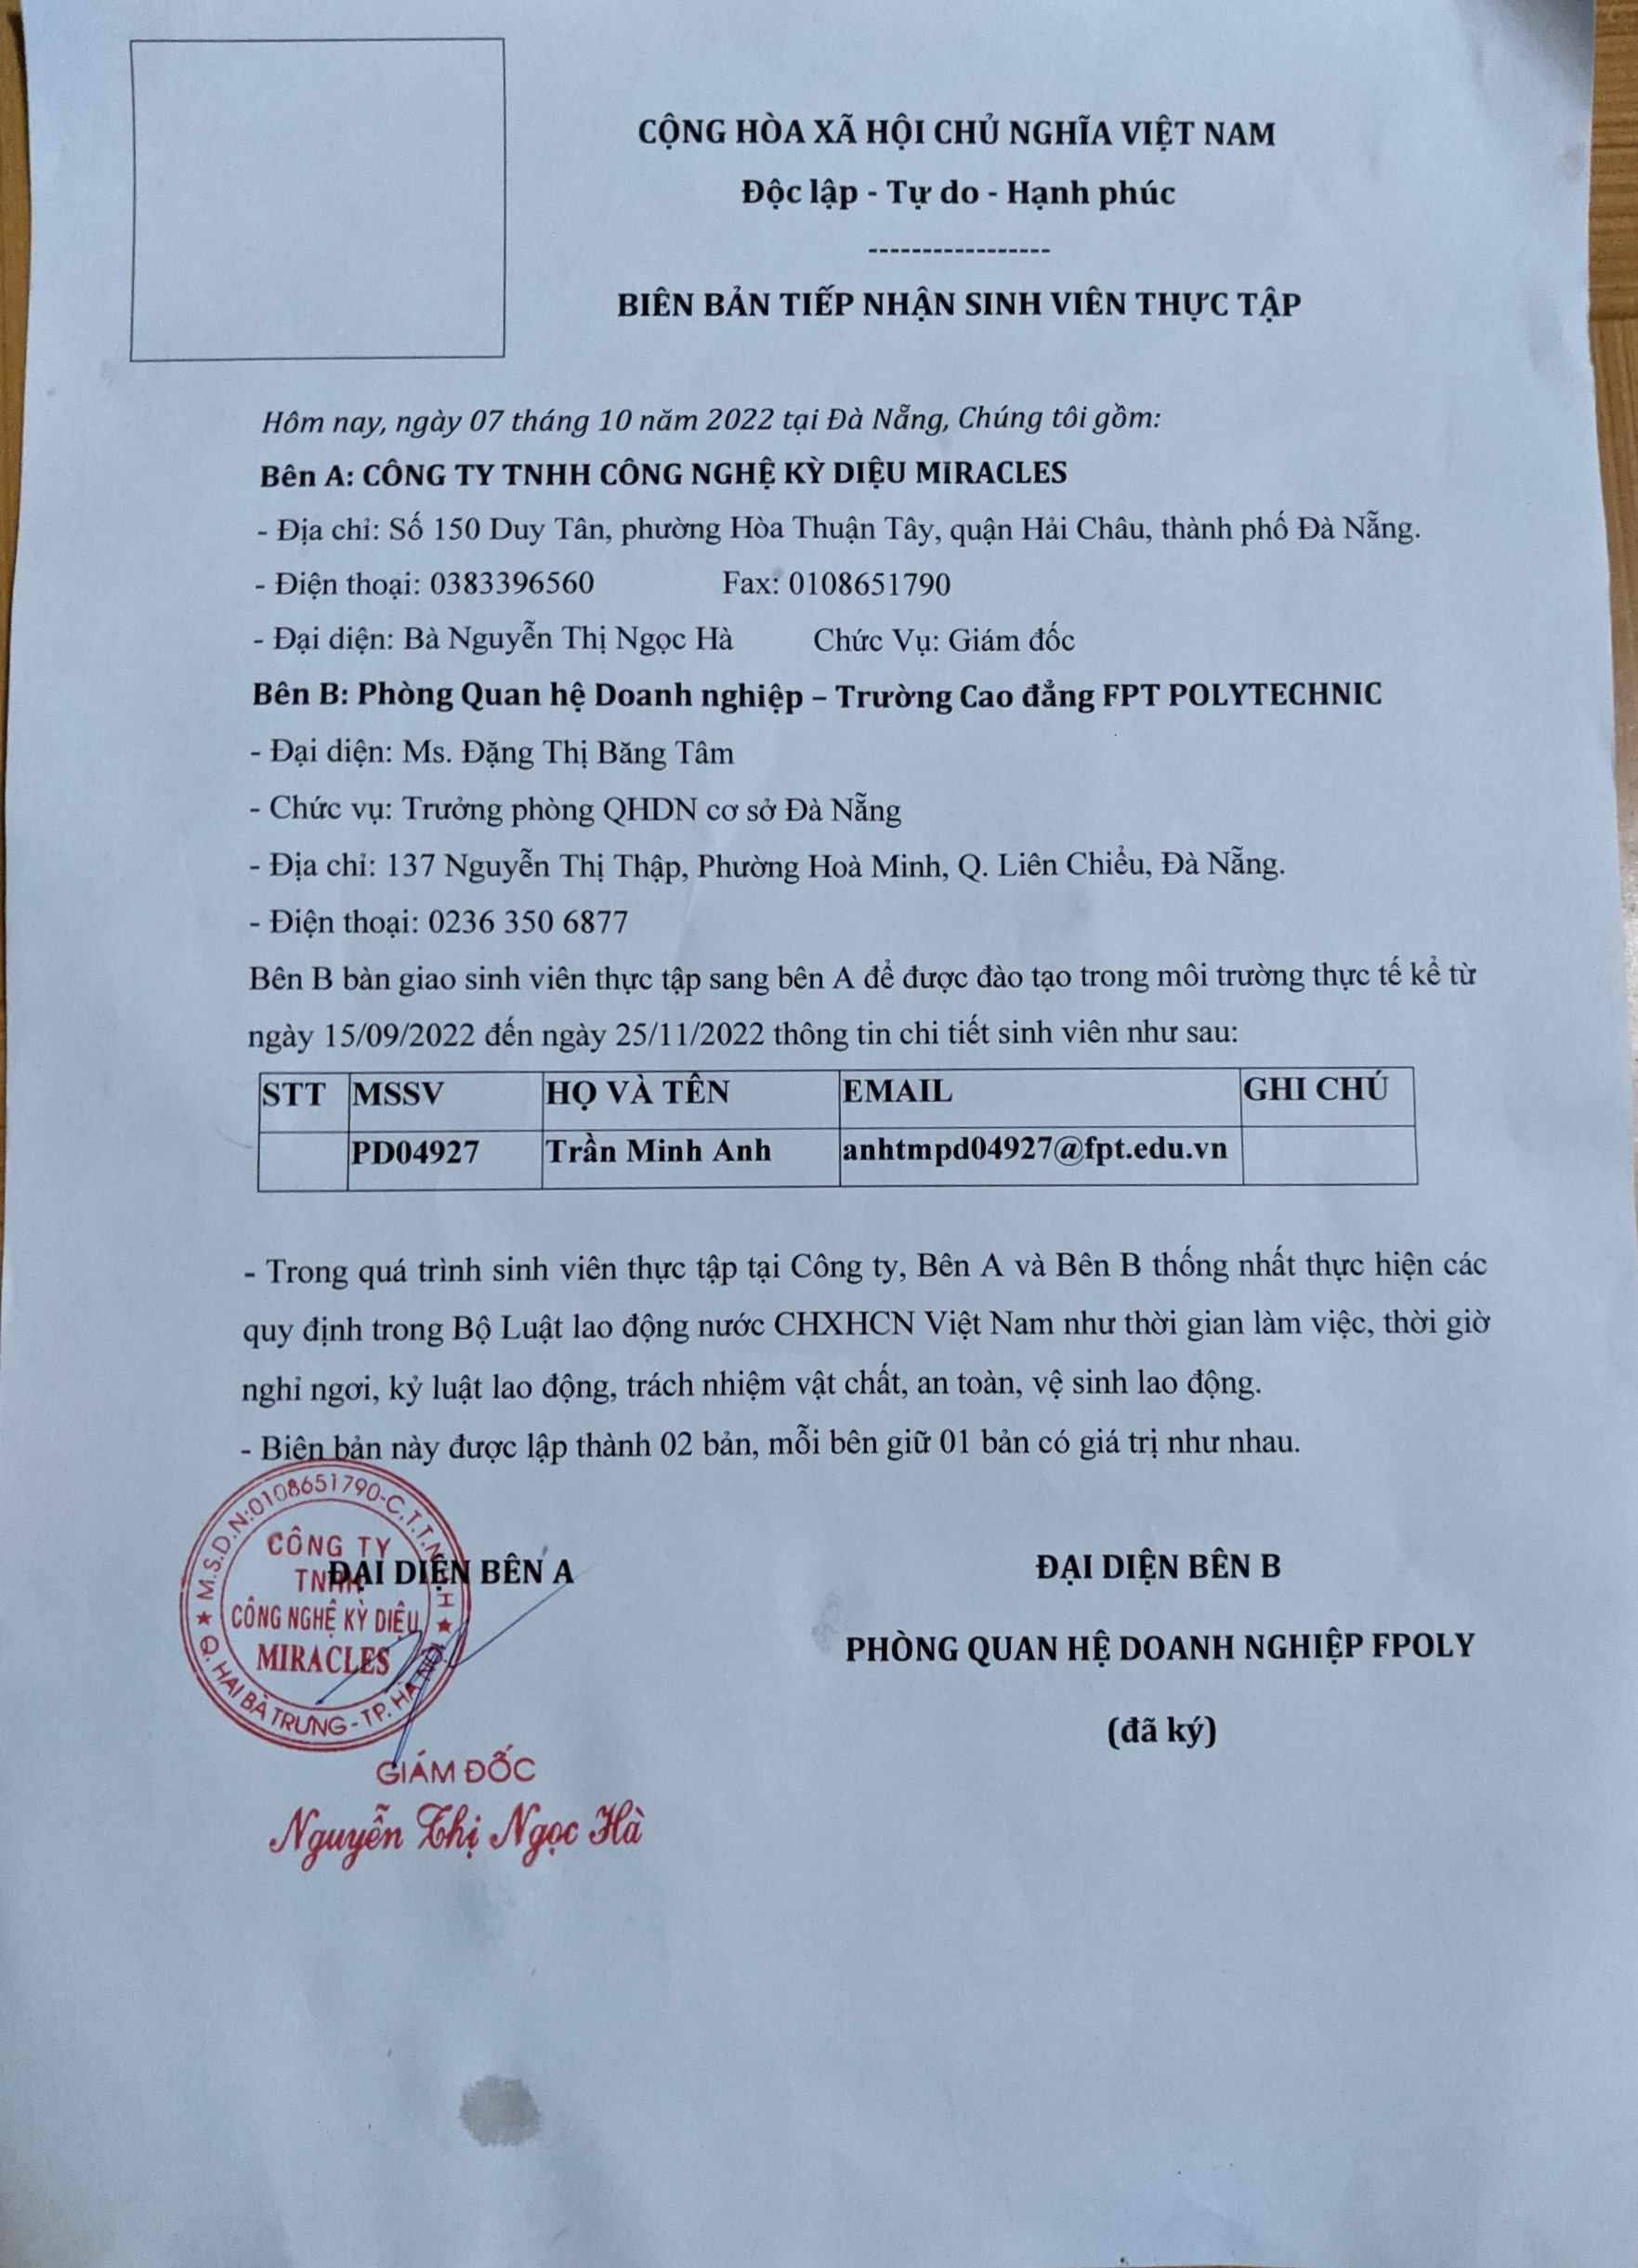 CỘNG HÒA XÃ HỘI CHỦ NGHĨA VIỆT NAM
Độc lập - Tự do - Hạnh phúc
-----------------
BIÊN BẢN TIẾP NHẬN SINH VIÊN THỰC TẬP
Hôm nay, ngày 07 tháng 10 năm 2022 tại Đà Nẵng, Chúng tôi gồm:
Bên A: CÔNG TY TNHH CÔNG NGHỆ KỲ DIỆU MIRACLES
- Địa chỉ: Số 150 Duy Tân, phường Hòa Thuận Tây, quận Hải Châu, thành phố Đà Nẵng.
- Điện thoại: 0383396560 Fax: 0108651790
- Đại diện: Bà Nguyễn Thị Ngọc Hà Chức Vụ: Giám đốc
Bên B: Phòng Quan hệ Doanh nghiệp – Trường Cao đẳng FPT POLYTECHNIC
- Đại diện: Ms. Đặng Thị Băng Tâm
- Chức vụ: Trưởng phòng QHDN cơ sở Đà Nẵng
- Địa chỉ: 137 Nguyễn Thị Thập, Phường Hoà Minh, Q. Liên Chiểu, Đà Nẵng.
- Điện thoại: 0236 350 6877
Bên B bàn giao sinh viên thực tập sang bên A để được đào tạo trong môi trường thực tế kể từ
ngày 15/09/2022 đến ngày 25/11/2022 thông tin chi tiết sinh viên như sau:
STT MSSV HỌ VÀ TÊN EMAIL GHI CHÚ
PD04927 Trần Minh Anh anhtmpd04927@fpt.edu.vn
- Trong quá trình sinh viên thực tập tại Công ty, Bên A và Bên B thống nhất thực hiện các
quy định trong Bộ Luật lao động nước CHXHCN Việt Nam như thời gian làm việc, thời giờ
nghỉ ngơi, kỷ luật lao động, trách nhiệm vật chất, an toàn, vệ sinh lao động.
- Biên bản này được lập thành 02 bản, mỗi bên giữ 01 bản có giá trị như nhau.
ĐẠI DIỆN BÊN A ĐẠI DIỆN BÊN B
PHÒNG QUAN HỆ DOANH NGHIỆP FPOLY
(đã ký)
M.S.D.N:0108651790-C.T.T.N.H.H
CÔNG TY
TNHH
CÔNG NGHỆ KỲ DIỆU
MIRACLES
Q. HAI BÀ TRƯNG - TP. HÀ NỘI
GIÁM ĐỐC
Nguyễn Thị Ngọc Hà